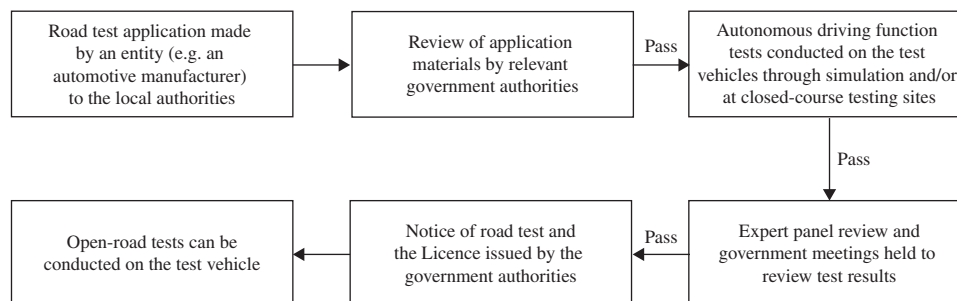 Road test application made
by an entity (e.g. an
automotive manufacturer)
to the local authorities
Review of application
materials by relevant
government authorities
Pass
Autonomous driving function
tests conducted on the test
vehicles through simulation and/or
at closed-course testing sites
Pass
Expert panel review and
government meetings held to
review test results
Pass
Notice of road test and
the Licence issued by the
government authorities
Open-road tests can be
conducted on the test vehicle